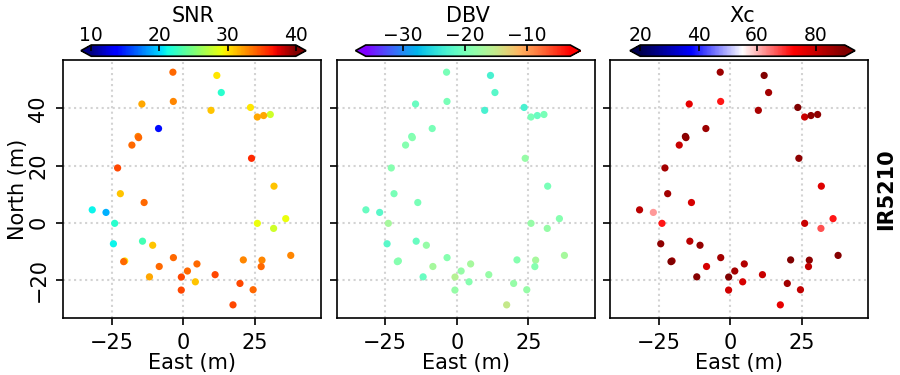 SNR DBV Xc
10 20 30 40 −30 −20 −10 20 40 60 80
North (m)
40
20
0
−20
IR5210
−25 0 25 −25 0 25 −25 0 25
East (m) East (m) East (m)